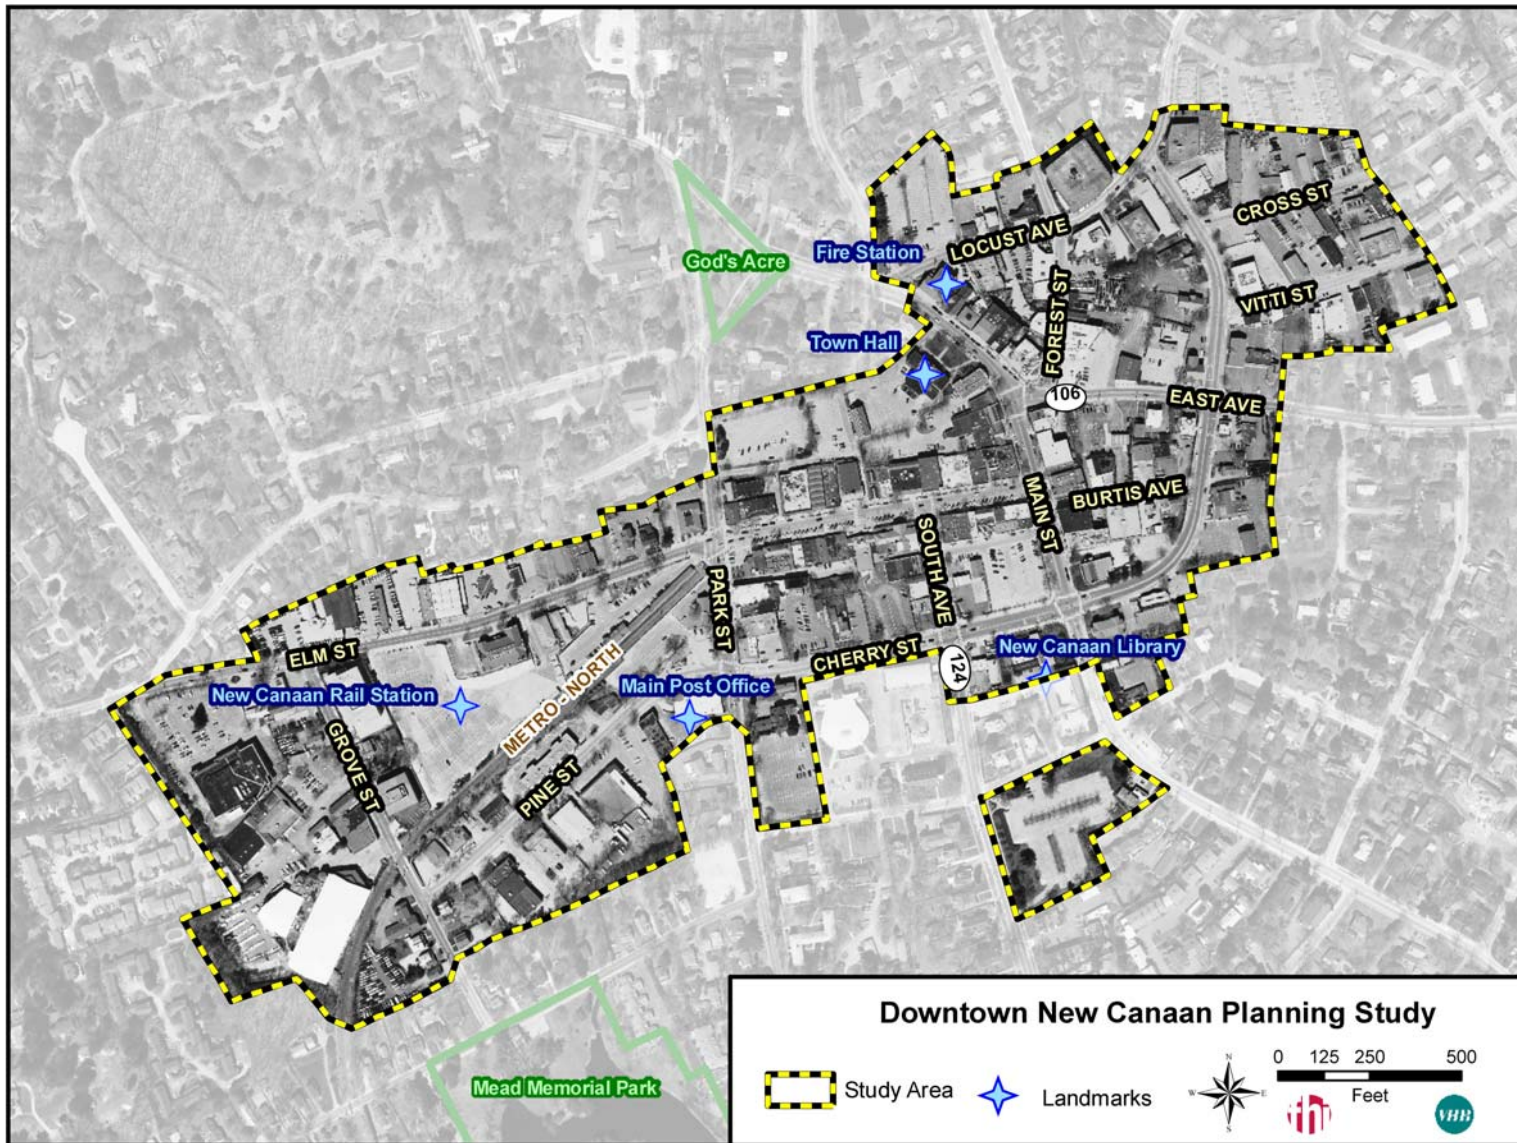 CROSS ST
LOCUST AVE
Fire Station
God's Acre
VITTI ST
FOREST ST
Town Hall
106
EAST AVE
MAIN ST
BURTIS AVE
SOUTH AVE
PARK ST
ELM ST
CHERRY ST
New Canaan Library
124
METRO - NORTH
New Canaan Rail Station
Main Post Office
GROVE ST
PINE ST
Mead Memorial Park
Downtown New Canaan Planning Study
Study Area
Landmarks
N
W E
S
0 125 250 500
Feet
fhi
VHB